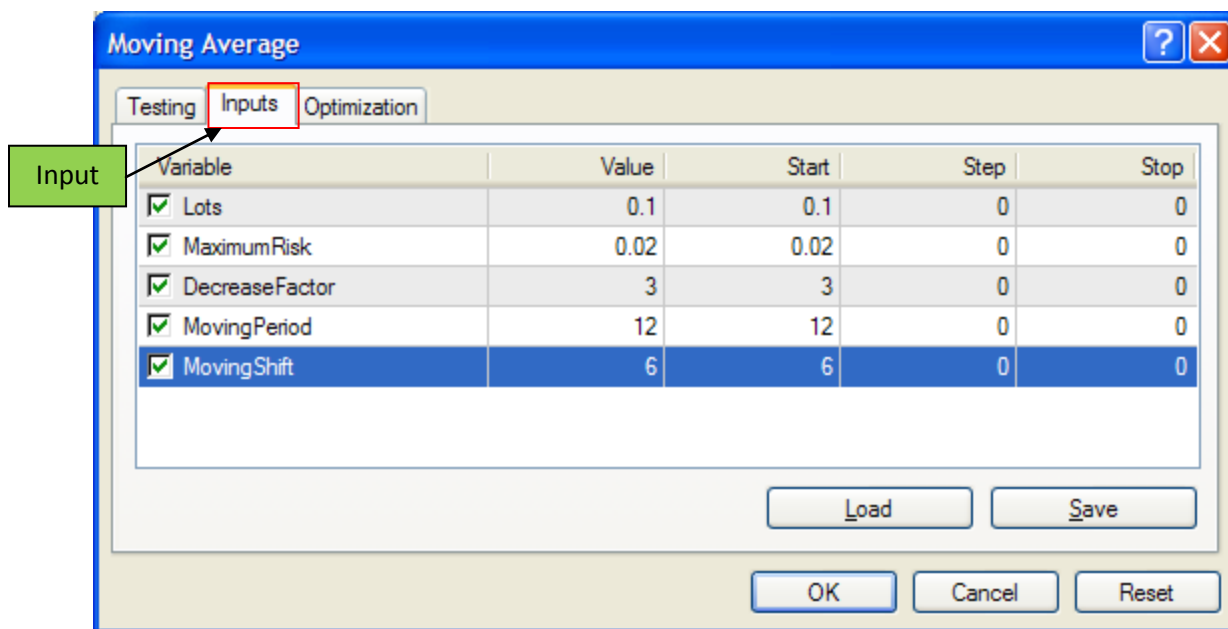 Moving Average
Testing Inputs Optimization
Input
Variable Value Start Step Stop
Lots 0.1 0.1 0 0
MaximumRisk 0.02 0.02 0 0
DecreaseFactor 3 3 0 0
MovingPeriod 12 12 0 0
MovingShift 6 6 0 0
Load Save
OK Cancel Reset